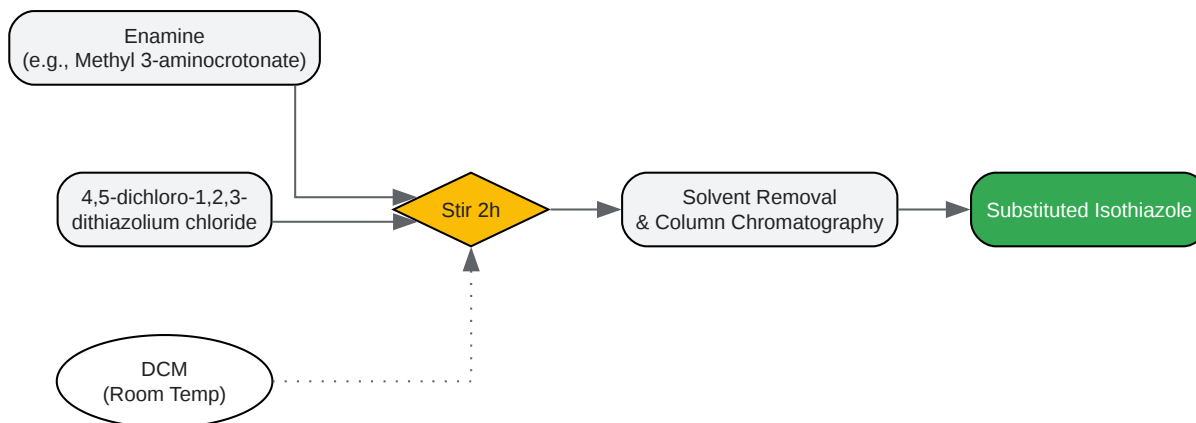 Enamine
(e.g., Methyl 3-aminocrotonate)
4,5-dichloro-1,2,3-
dithiazolium chloride
Stir 2h
Solvent Removal
& Column Chromatography
Substituted Isothiazole
DCM
(Room Temp)